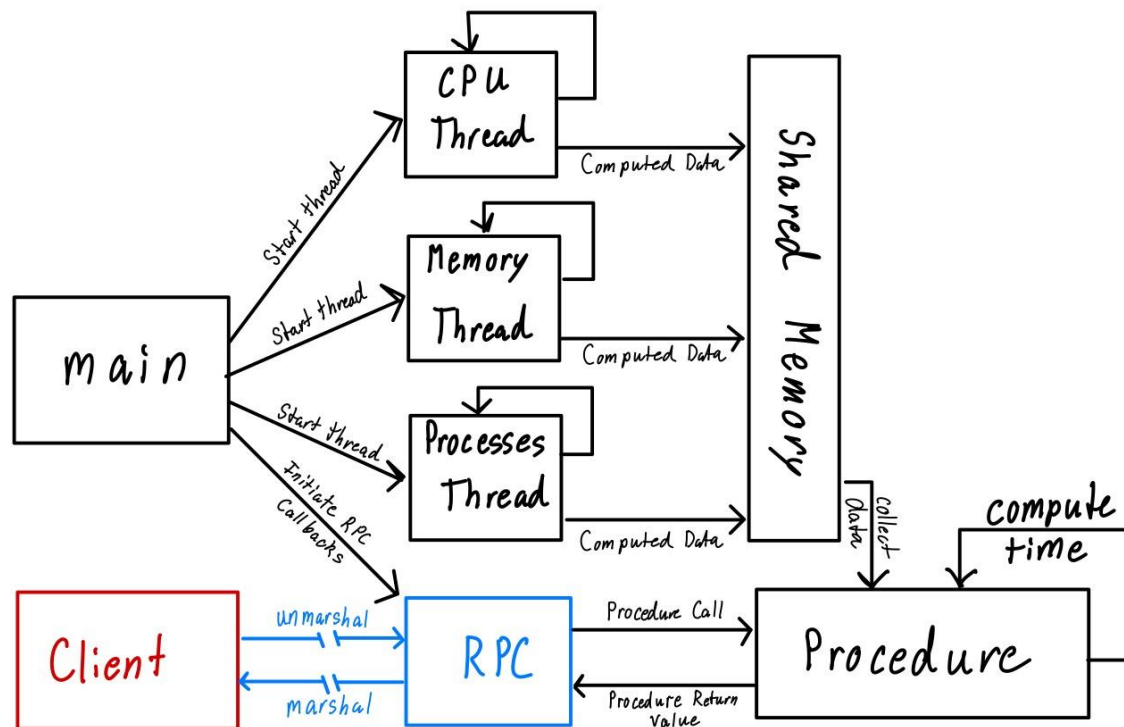 CPU
Thread
Computed Data
Start thread
Memory
Thread
Computed Data
Start thread
main
Processes
Thread
Computed Data
Start thread
Shared Memory
Initiate RPC
Callbacks
collect
data
compute
time
Client
unmarshal
marshal
RPC
Procedure Call
Procedure Return
Value
Procedure